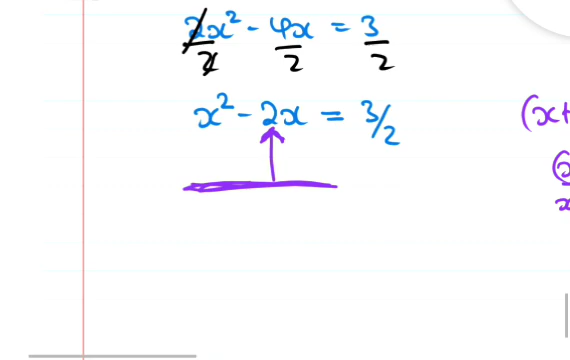 2x²/2 - 4x/2 = 3/2
x² - 2x = 3/2
(x+